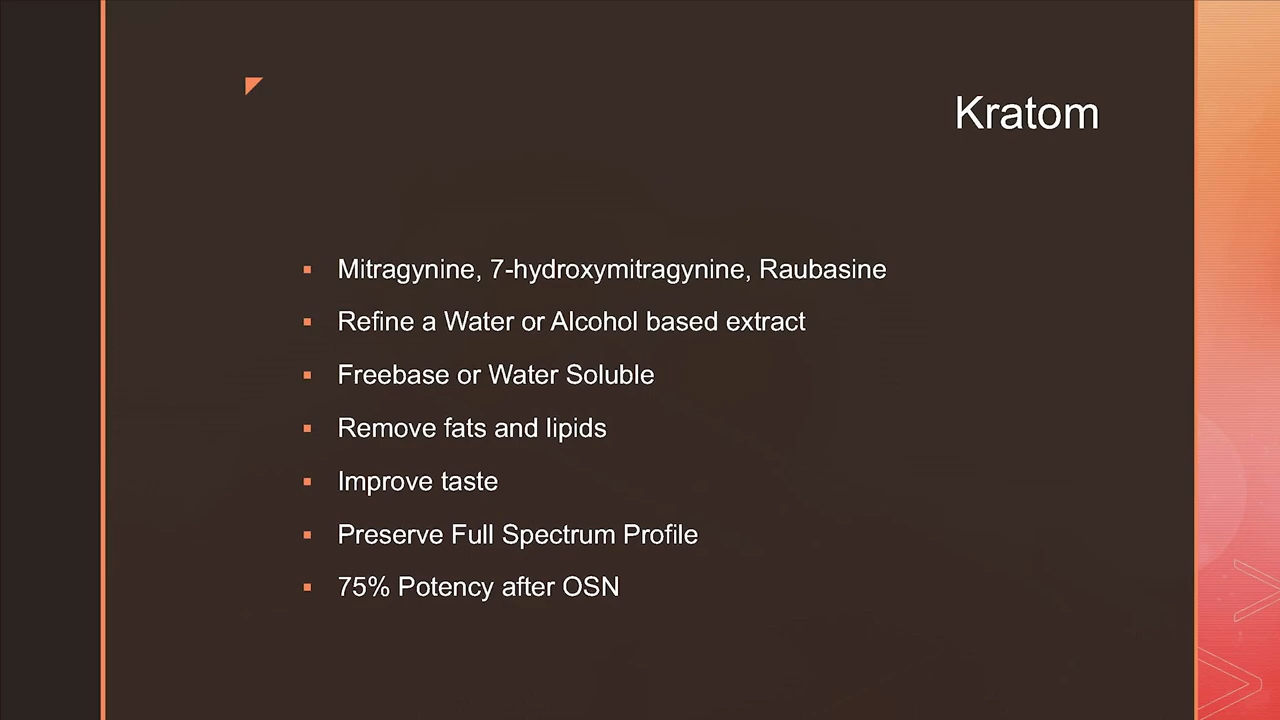 Kratom
Mitragynine, 7-hydroxymitragynine, Raubasine
Refine a Water or Alcohol based extract
Freebase or Water Soluble
Remove fats and lipids
Improve taste
Preserve Full Spectrum Profile
75% Potency after OSN